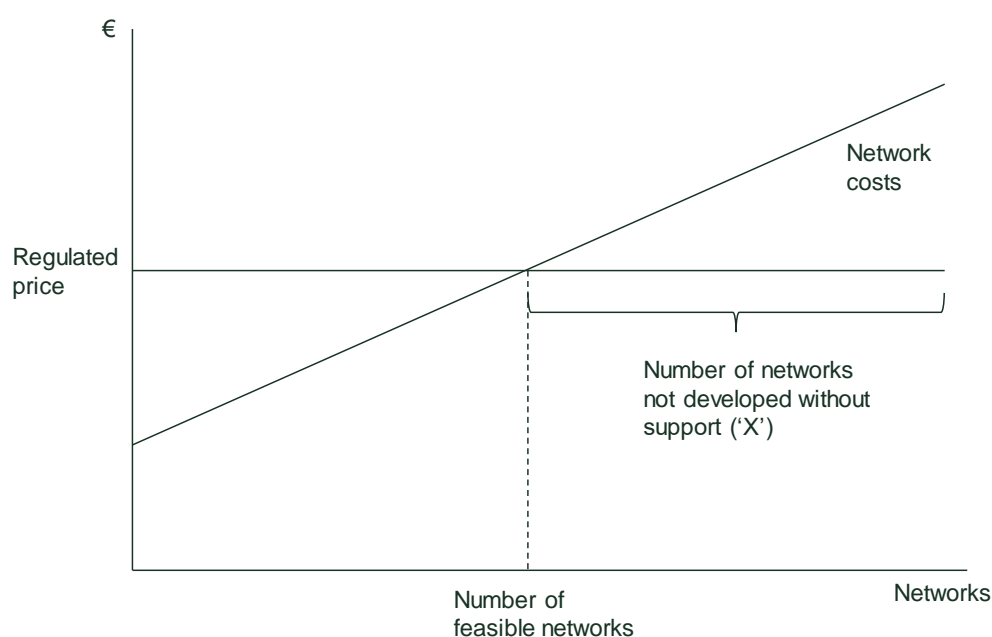 €
Network
costs
Regulated
price
Number of networks
not developed without
support (‘X’)
Networks
Number of
feasible networks